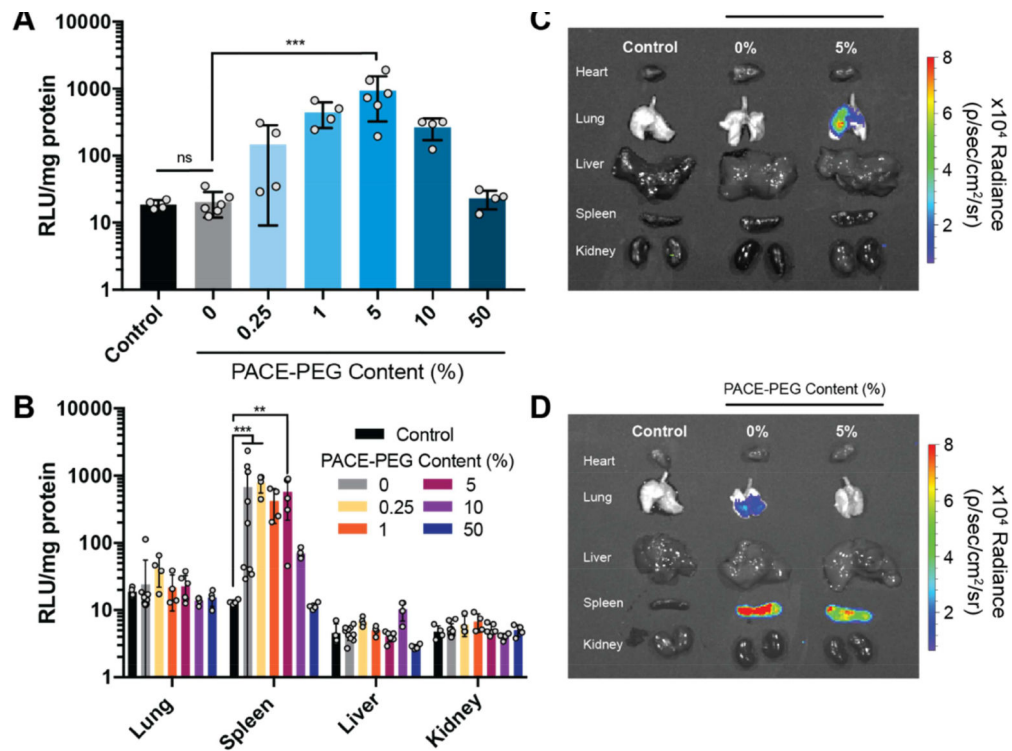 A
***
ns
RLU/mg protein
10000
1000
100
10
1
Control
0
0.25
1
5
10
50
PACE-PEG Content (%)
C
Control
0%
5%
Heart
Lung
Liver
Spleen
Kidney
8
6
4
2
x10⁴ Radiance
(p/sec/cm²/sr)
B
***
**
RLU/mg protein
10000
1000
100
10
1
Control
PACE-PEG Content (%)
0
5
0.25
10
1
50
Lung
Spleen
Liver
Kidney
D
PACE-PEG Content (%)
Control
0%
5%
Heart
Lung
Liver
Spleen
Kidney
8
6
4
2
x10⁴ Radiance
(p/sec/cm²/sr)